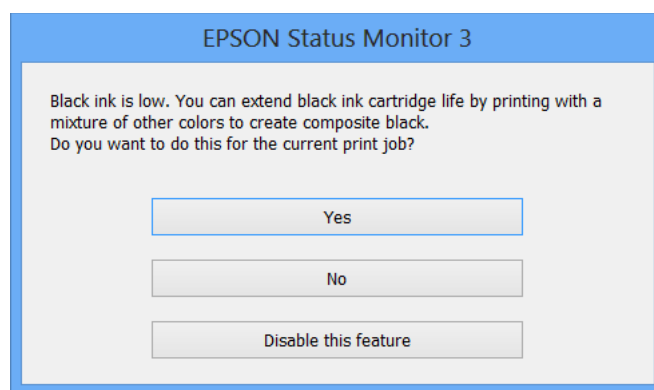 EPSON Status Monitor 3
Black ink is low. You can extend black ink cartridge life by printing with a
mixture of other colors to create composite black.
Do you want to do this for the current print job?
Yes
No
Disable this feature